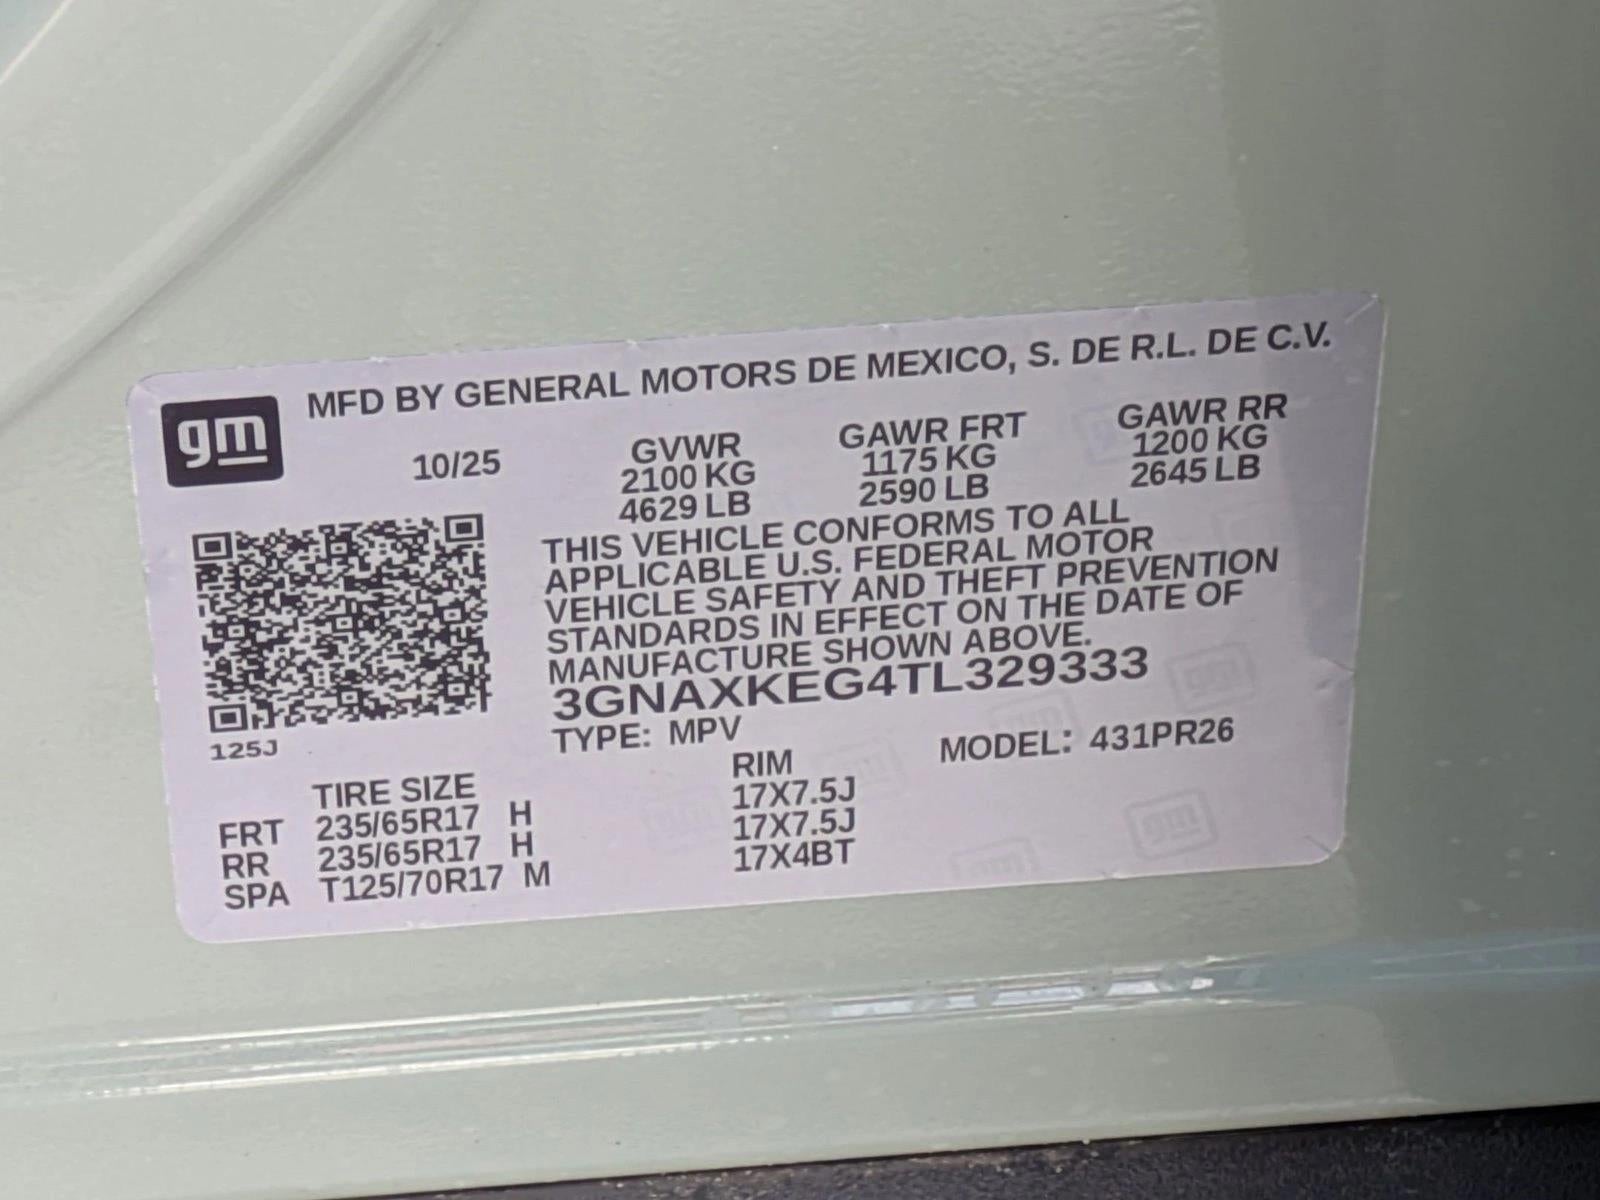 gm
MFD BY GENERAL MOTORS DE MEXICO, S. DE R.L. DE C.V.
10/25 GVWR GAWR FRT GAWR RR
2100 KG 1175 KG 1200 KG
4629 LB 2590 LB 2645 LB
THIS VEHICLE CONFORMS TO ALL
APPLICABLE U.S. FEDERAL MOTOR
VEHICLE SAFETY AND THEFT PREVENTION
STANDARDS IN EFFECT ON THE DATE OF
MANUFACTURE SHOWN ABOVE.
3GNAXKEG4TL329333
125J
TYPE: MPV MODEL: 431PR26
TIRE SIZE RIM
FRT 235/65R17 H 17X7.5J
RR 235/65R17 H 17X7.5J
SPA T125/70R17 M 17X4BT